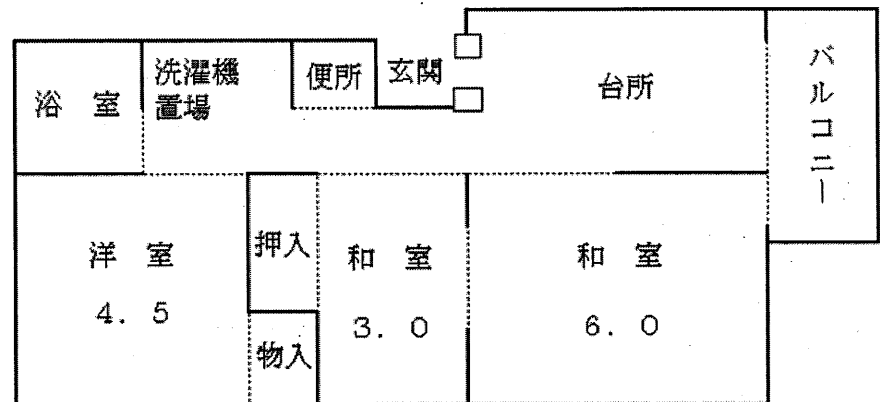 浴 室
洗濯機
置場
便所
玄関
台所
バルコニー
洋 室
4. 5
押入
物入
和 室
3. 0
和 室
6. 0